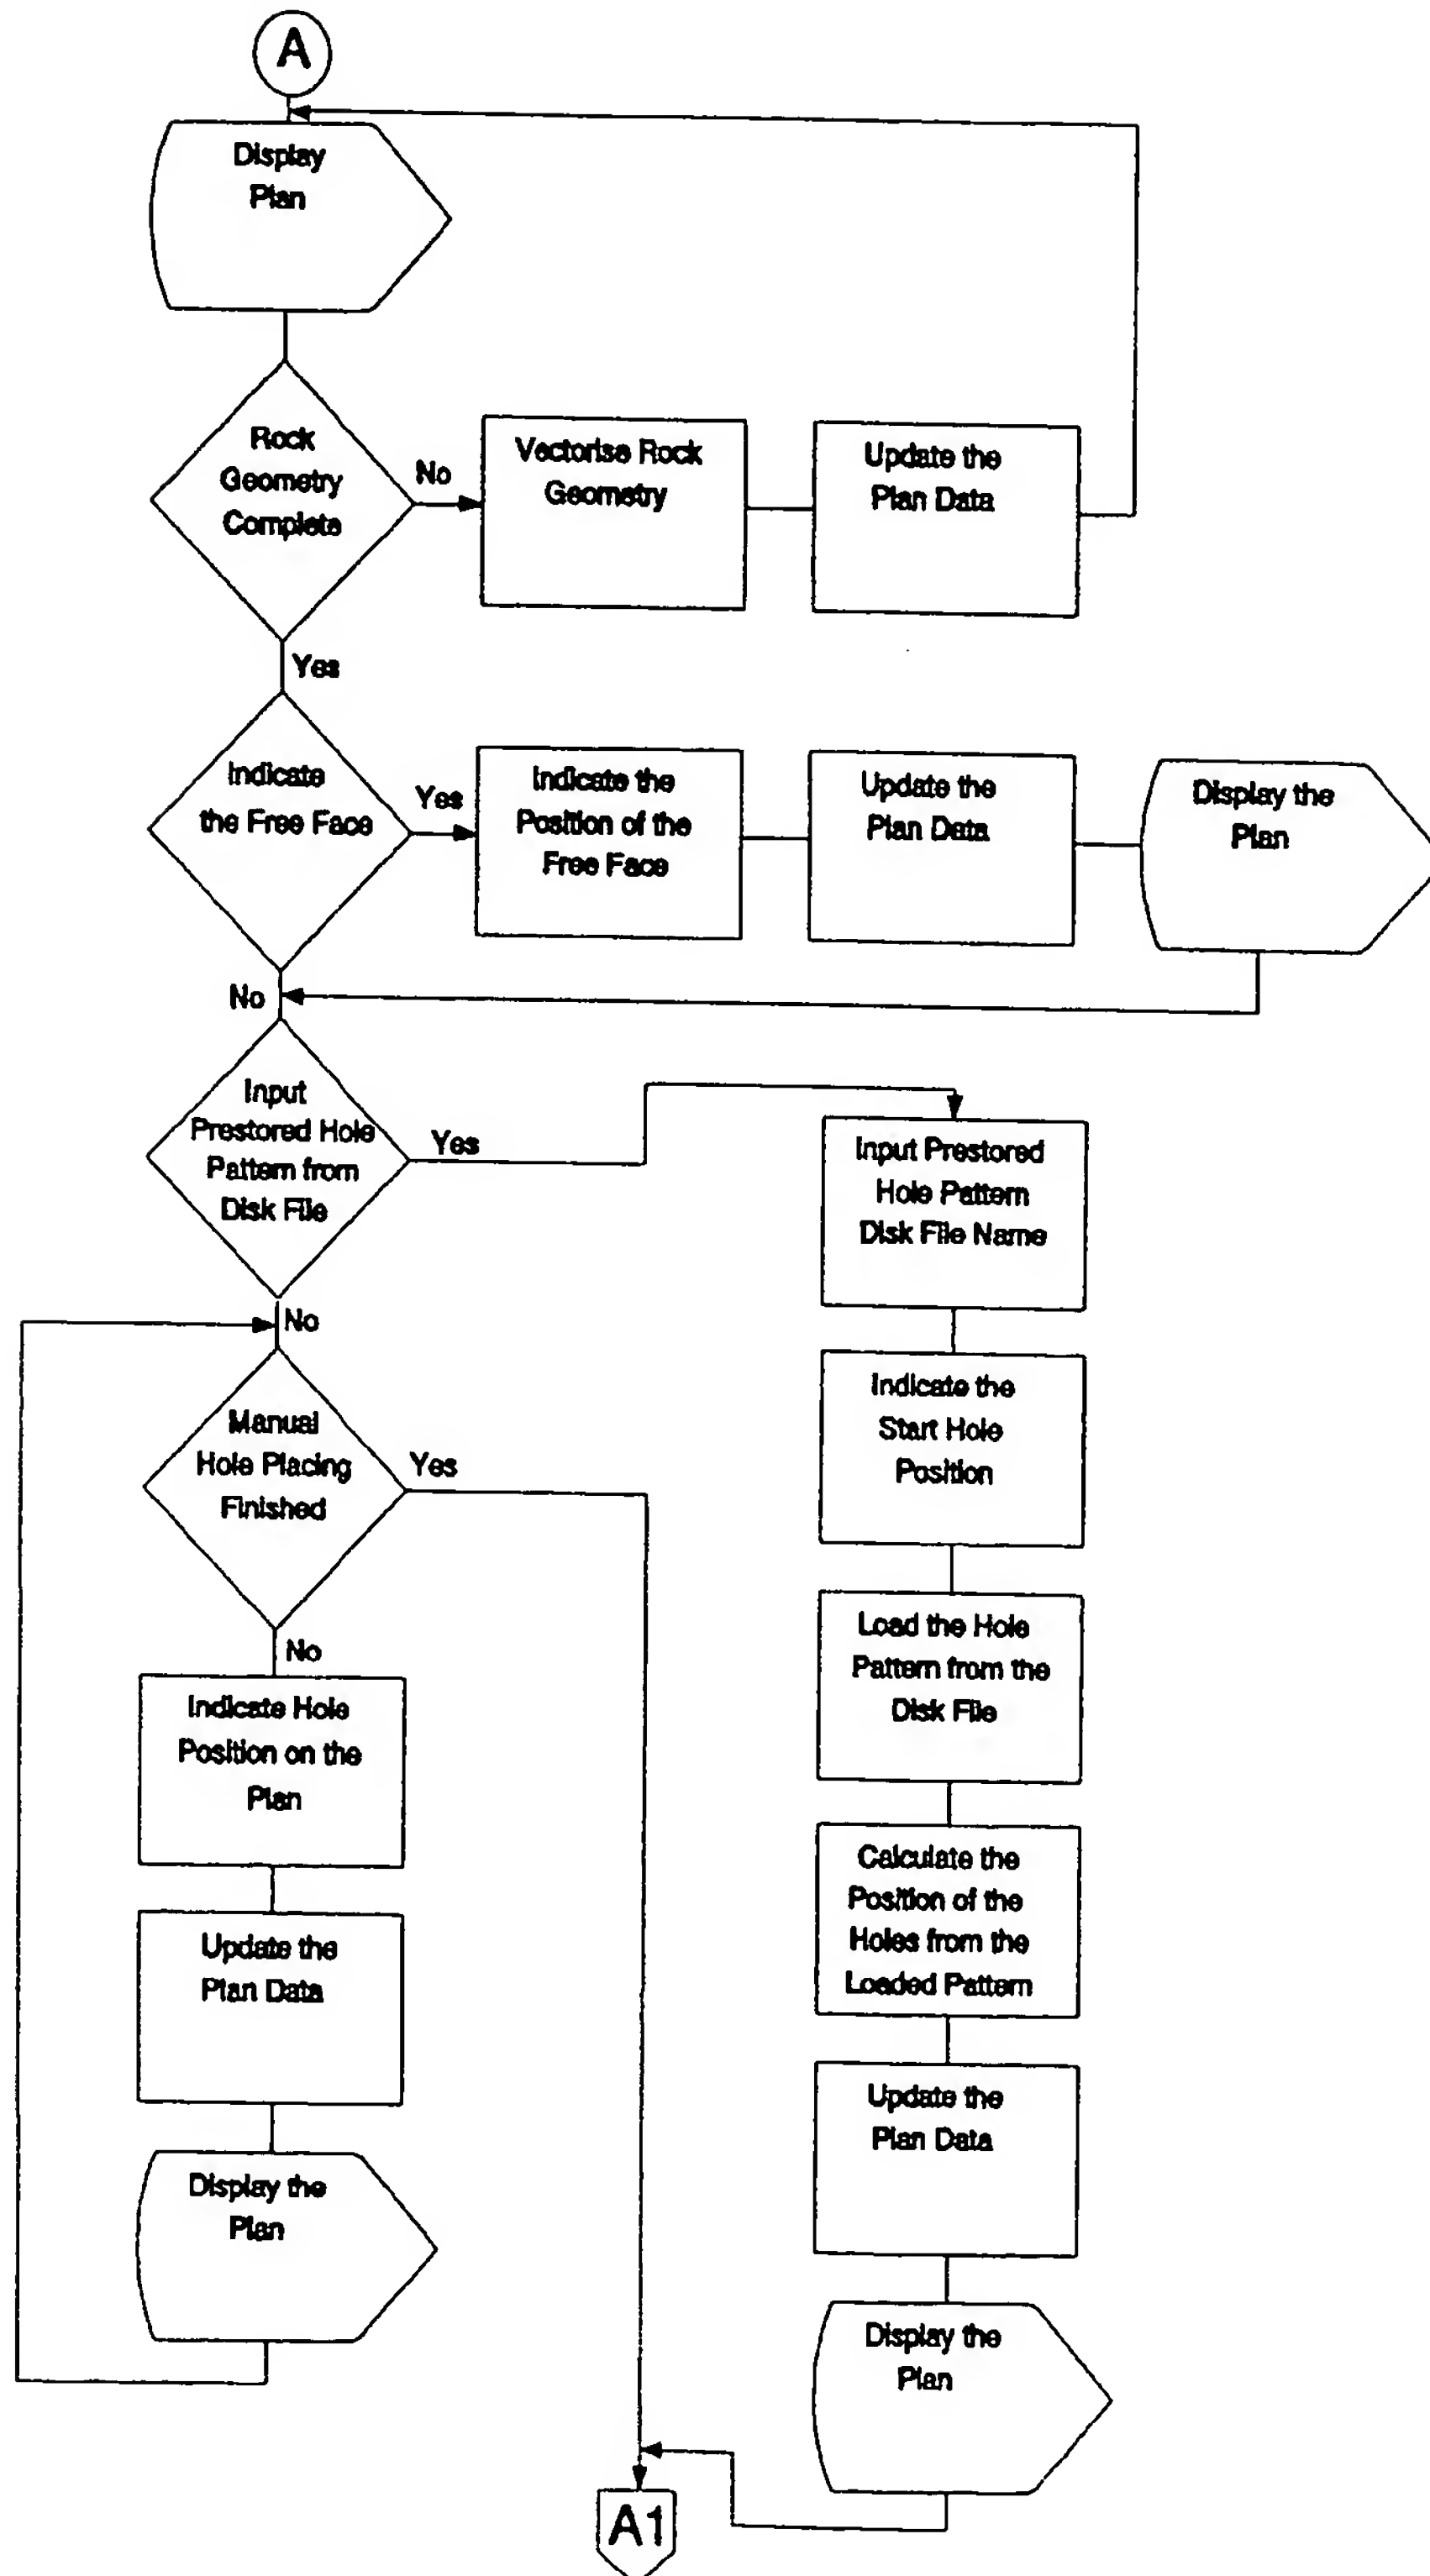 A
Display
Plan
Rock
Geometry
Complete
No
Vectorise Rock
Geometry
Update the
Plan Data
Yes
Indicate
the Free Face
Yes
Indicate the
Position of the
Free Face
Update the
Plan Data
Display the
Plan
No
Input
Prestored Hole
Pattern from
Disk File
Yes
Input Prestored
Hole Pattern
Disk File Name
No
Manual
Hole Placing
Finished
Yes
Indicate the
Start Hole
Position
No
Indicate Hole
Position on the
Plan
Load the Hole
Pattern from the
Disk File
Update the
Plan Data
Calculate the
Position of the
Holes from the
Loaded Pattern
Display the
Plan
Update the
Plan Data
Display the
Plan
A1